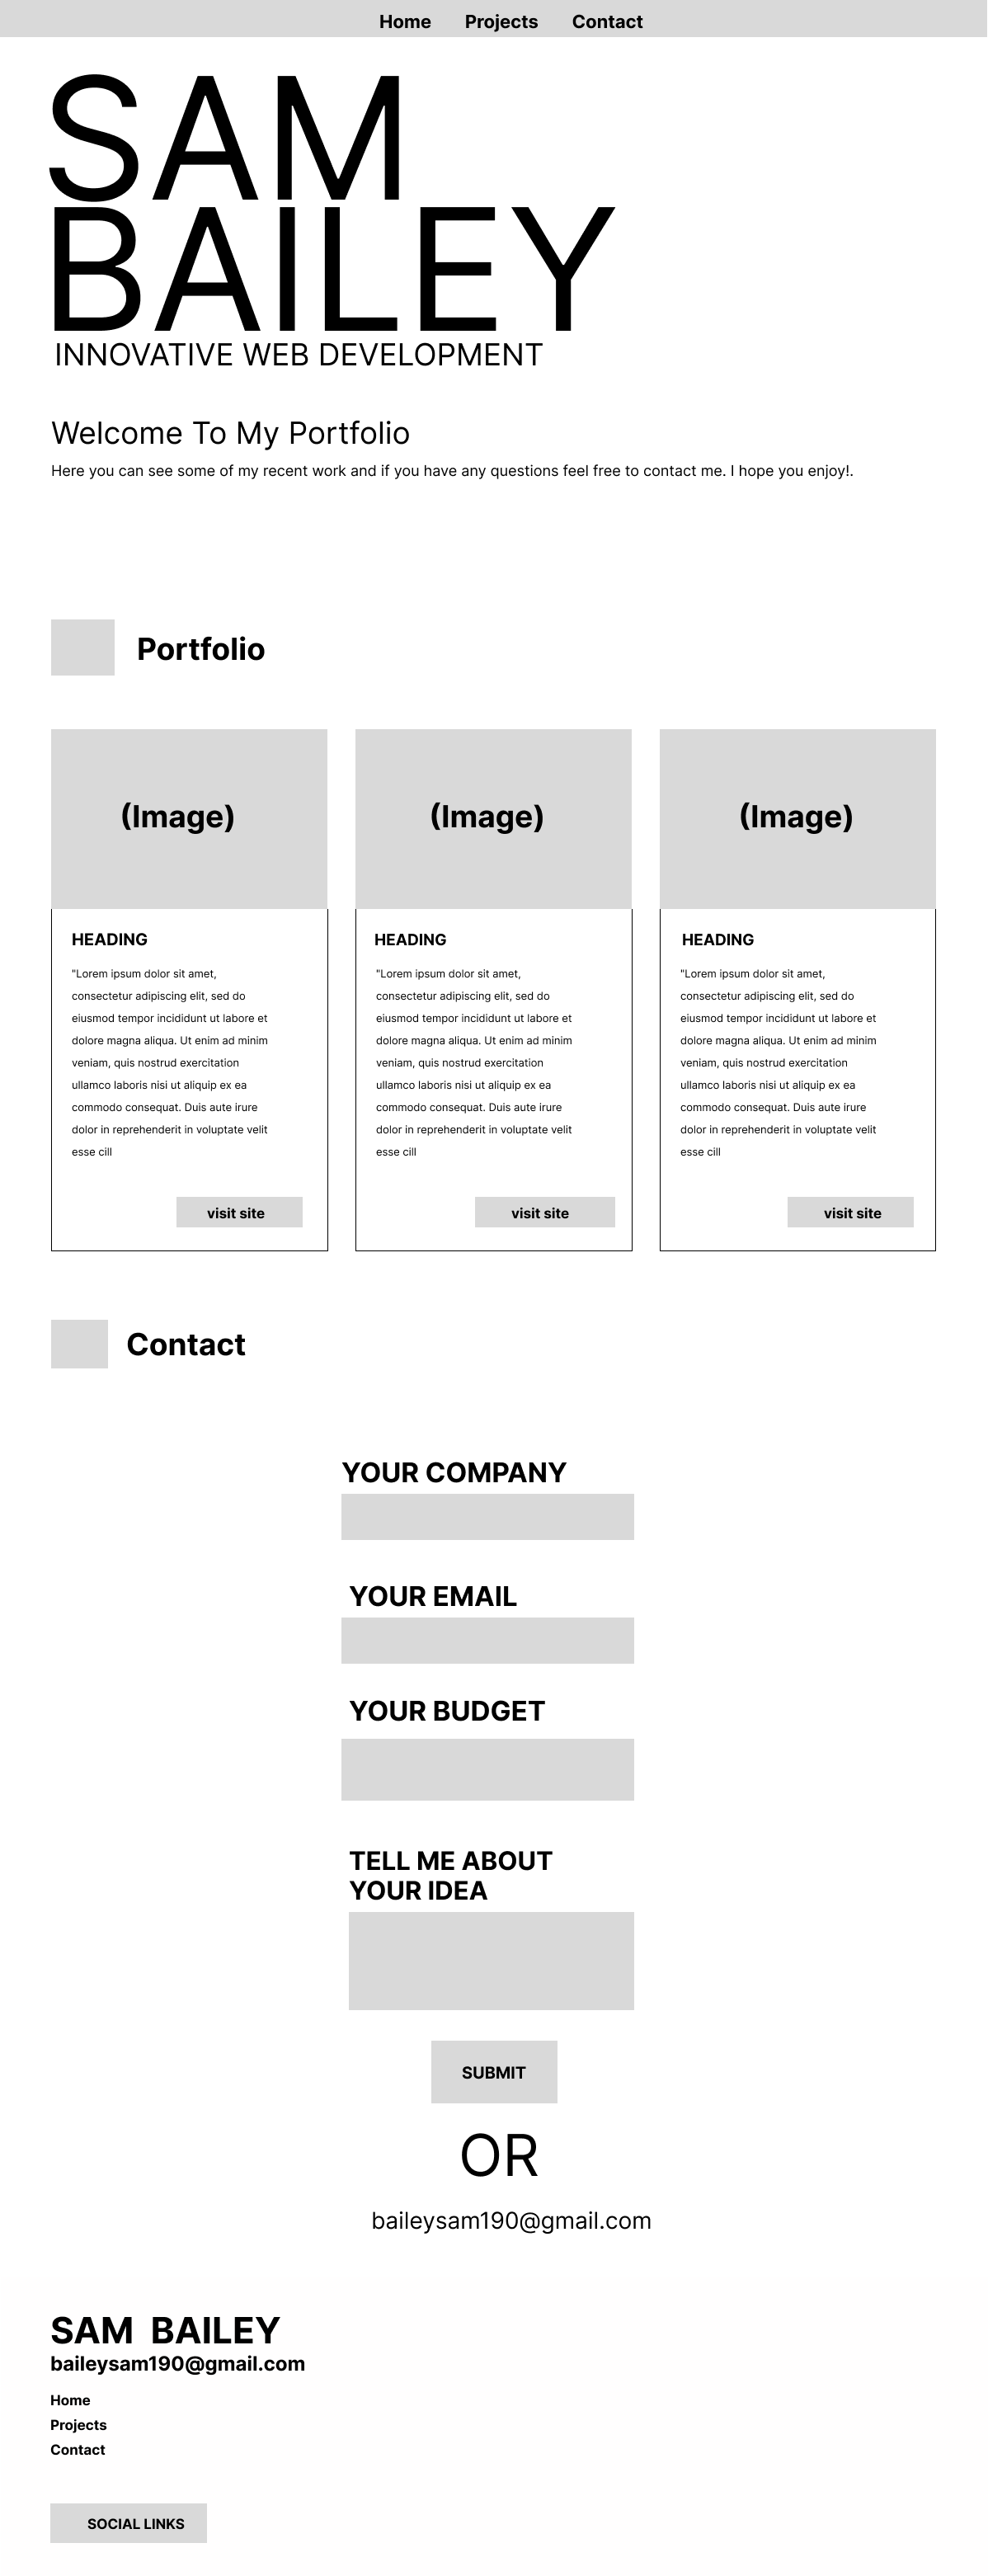 Home Projects Contact
SAM
BAILEY
INNOVATIVE WEB DEVELOPMENT
Welcome To My Portfolio
Here you can see some of my recent work and if you have any questions feel free to contact me. I hope you enjoy!.
Portfolio
(Image)
(Image)
(Image)
HEADING
"Lorem ipsum dolor sit amet,
consectetur adipiscing elit, sed do
eiusmod tempor incididunt ut labore et
dolore magna aliqua. Ut enim ad minim
veniam, quis nostrud exercitation
ullamco laboris nisi ut aliquip ex ea
commodo consequat. Duis aute irure
dolor in reprehenderit in voluptate velit
esse cill
visit site
HEADING
"Lorem ipsum dolor sit amet,
consectetur adipiscing elit, sed do
eiusmod tempor incididunt ut labore et
dolore magna aliqua. Ut enim ad minim
veniam, quis nostrud exercitation
ullamco laboris nisi ut aliquip ex ea
commodo consequat. Duis aute irure
dolor in reprehenderit in voluptate velit
esse cill
visit site
HEADING
"Lorem ipsum dolor sit amet,
consectetur adipiscing elit, sed do
eiusmod tempor incididunt ut labore et
dolore magna aliqua. Ut enim ad minim
veniam, quis nostrud exercitation
ullamco laboris nisi ut aliquip ex ea
commodo consequat. Duis aute irure
dolor in reprehenderit in voluptate velit
esse cill
visit site
Contact
YOUR COMPANY
YOUR EMAIL
YOUR BUDGET
TELL ME ABOUT
YOUR IDEA
SUBMIT
OR
baileysam190@gmail.com
SAM BAILEY
baileysam190@gmail.com
Home
Projects
Contact
SOCIAL LINKS